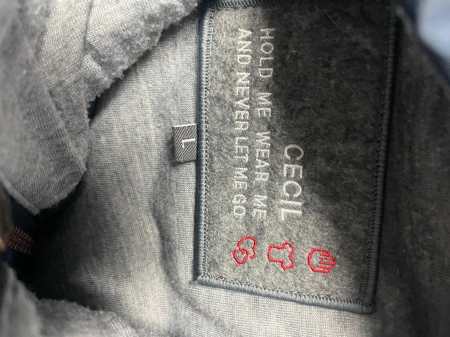 CECIL
HOLD ME WEAR ME
AND NEVER LET ME GO
L